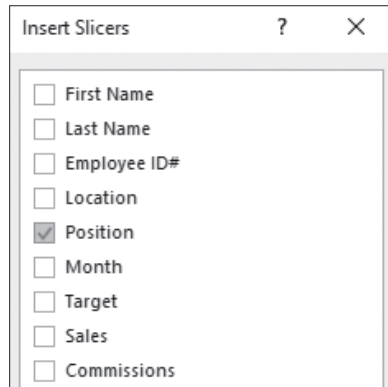 Insert Slicers ?
First Name
Last Name
Employee ID#
Location
Position
Month
Target
Sales
Commissions